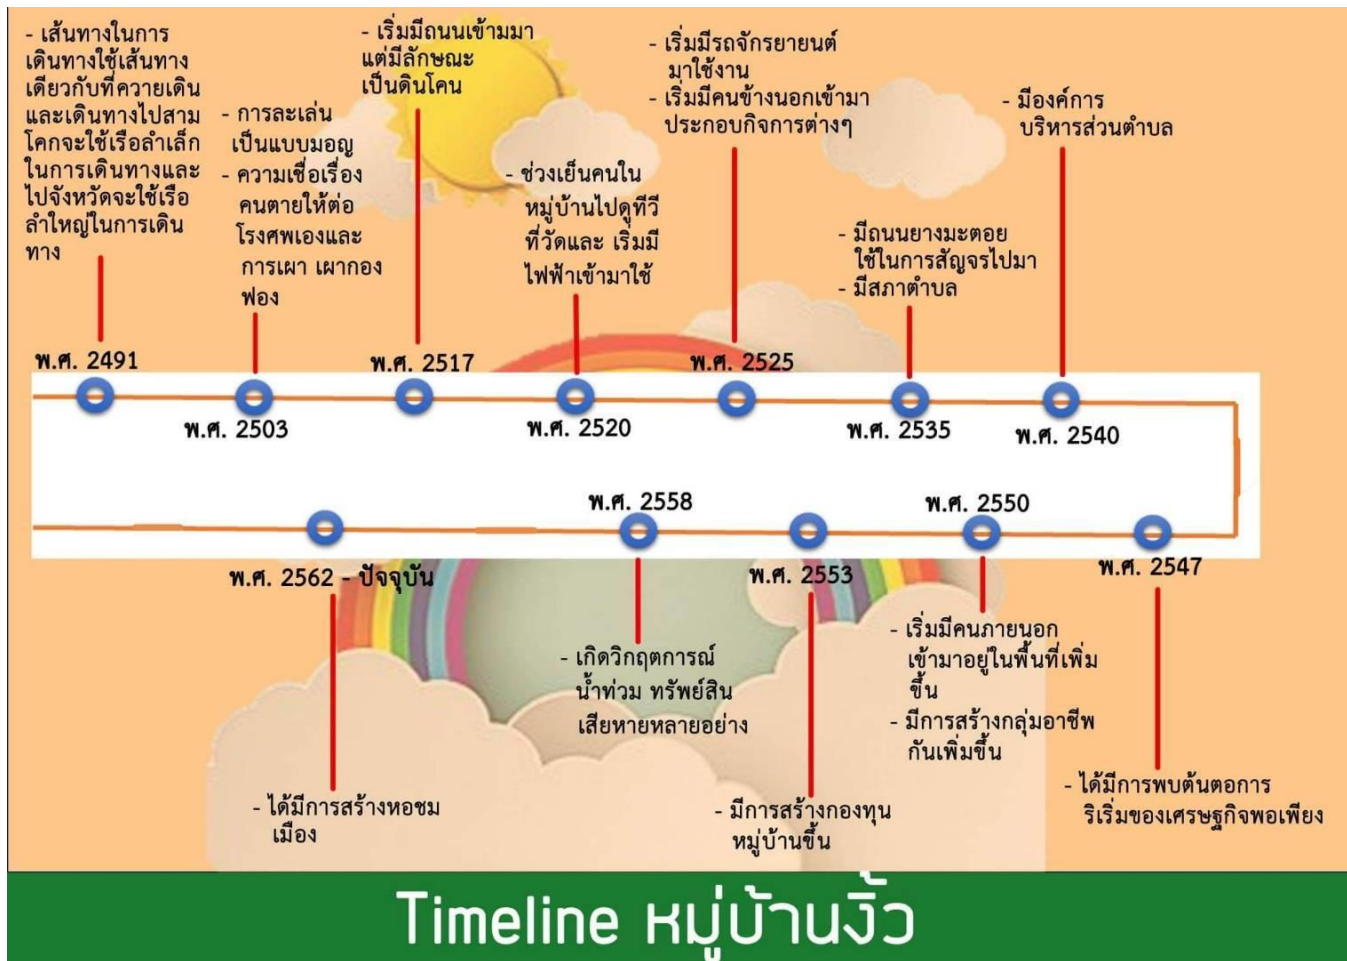 - เส้นทางในการ
เดินทางใช้เส้นทาง
เดียวกับที่ควายเดิน
และเดินทางไปสาม
โคกจะใช้เรือลำเล็ก
ในการเดินทางและ
ไปจังหวัดจะใช้เรือ
ลำใหญ่ในการเดิน
ทาง
พ.ศ. 2491
- การละเล่น
เป็นแบบมอญ
- ความเชื่อเรื่อง
คนตายให้ต่อ
โรงศพเองและ
การเผา เผากอง
ฟอง
พ.ศ. 2503
- เริ่มมีถนนเข้ามมา
แต่มีลักษณะ
เป็นดินโคน
พ.ศ. 2517
- ช่วงเย็นคนใน
หมู่บ้านไปดูทีวี
ที่วัดและ เริ่มมี
ไฟฟ้าเข้ามาใช้
พ.ศ. 2520
- เริ่มมีรถจักรยายนต์
มาใช้งาน
- เริ่มมีคนข้างนอกเข้ามา
ประกอบกิจการต่างๆ
พ.ศ. 2525
- มีถนนยางมะตอย
ใช้ในการสัญจรไปมา
- มีสภาตำบล
พ.ศ. 2535
- มีองค์การ
บริหารส่วนตำบล
พ.ศ. 2540
พ.ศ. 2547
- ได้มีการพบต้นตอการ
ริเริ่มของเศรษฐกิจพอเพียง
พ.ศ. 2550
- เริ่มมีคนภายนอก
เข้ามาอยู่ในพื้นที่เพิ่ม
ขึ้น
- มีการสร้างกลุ่มอาชีพ
กันเพิ่มขึ้น
พ.ศ. 2553
- มีการสร้างกองทุน
หมู่บ้านขึ้น
พ.ศ. 2558
- เกิดวิกฤตการณ์
น้ำท่วม ทรัพย์สิน
เสียหายหลายอย่าง
พ.ศ. 2562 - ปัจจุบัน
- ได้มีการสร้างหอชม
เมือง
Timeline หมู่บ้านงิ้ว